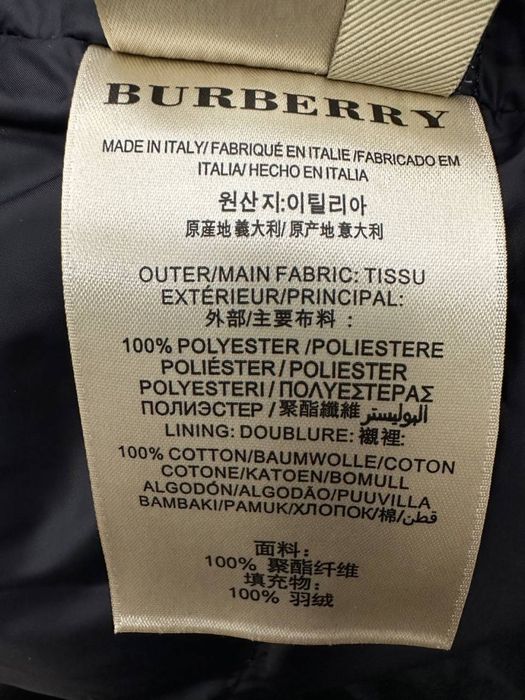 BURBERRY
MADE IN ITALY/ FABRIQUÉ EN ITALIE /FABRICADO EM
ITALIA/ HECHO EN ITALIA
원산지:이틸리아
原産地義大利/ 原产地意大利
OUTER/MAIN FABRIC: TISSU
EXTÉRIEUR/PRINCIPAL:
外部/主要布料 :
100% POLYESTER /POLIESTERE
POLIÉSTER / POLIESTER
POLYESTERI / ΠΟΛΥΕΣΤΕΡΑΣ
ПОЛИЭСТЕР / 聚酯纖維 البوليستر
LINING: DOUBLURE: 襯裡:
100% COTTON/BAUMWOLLE/COTON
COTONE/KATOEN/BOMULL
ALGODÓN/ALGODÃO/PUUVILLA
BAMBAKI/PAMUK/ХЛОПОК/棉/قطن
面料:
100% 聚酯纤维
填充物:
100% 羽绒